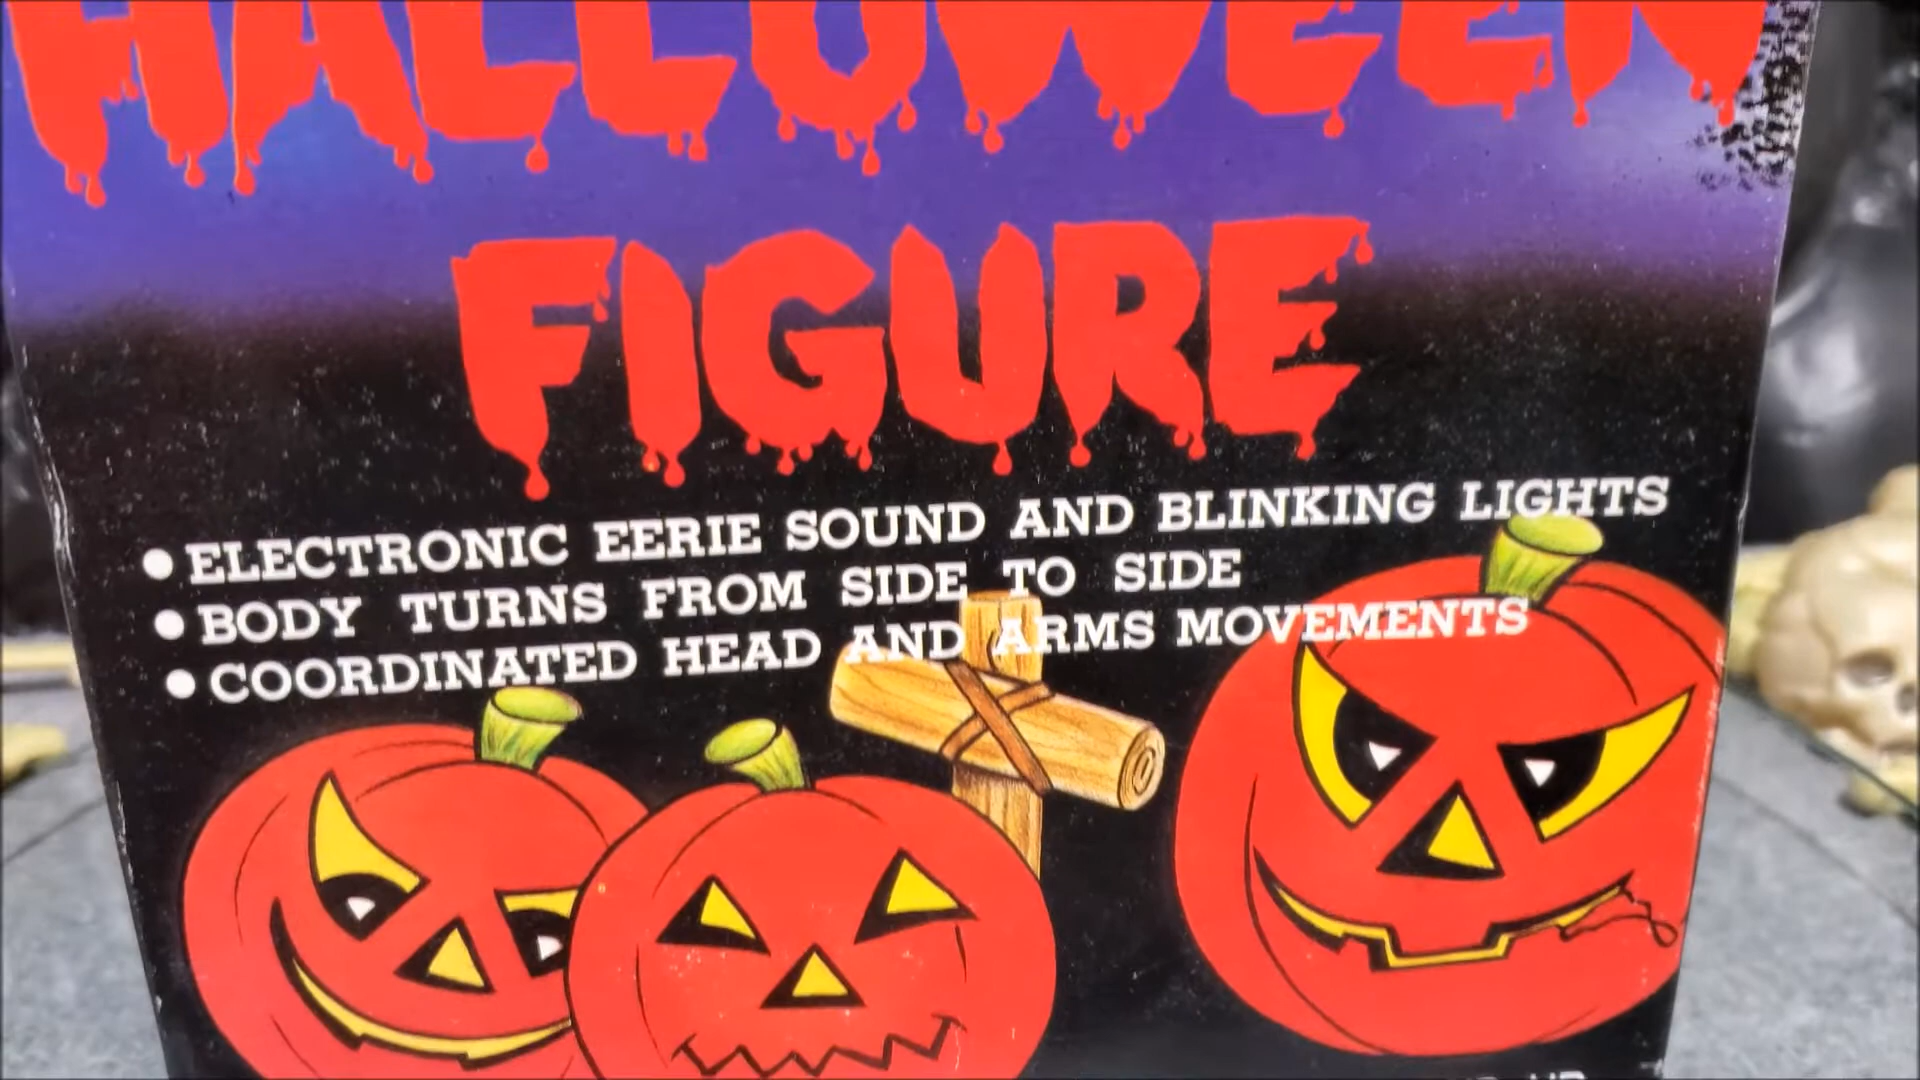 HALLOWEEN
FIGURE
● ELECTRONIC EERIE SOUND AND BLINKING LIGHTS
● BODY TURNS FROM SIDE TO SIDE
● COORDINATED HEAD AND ARMS MOVEMENTS